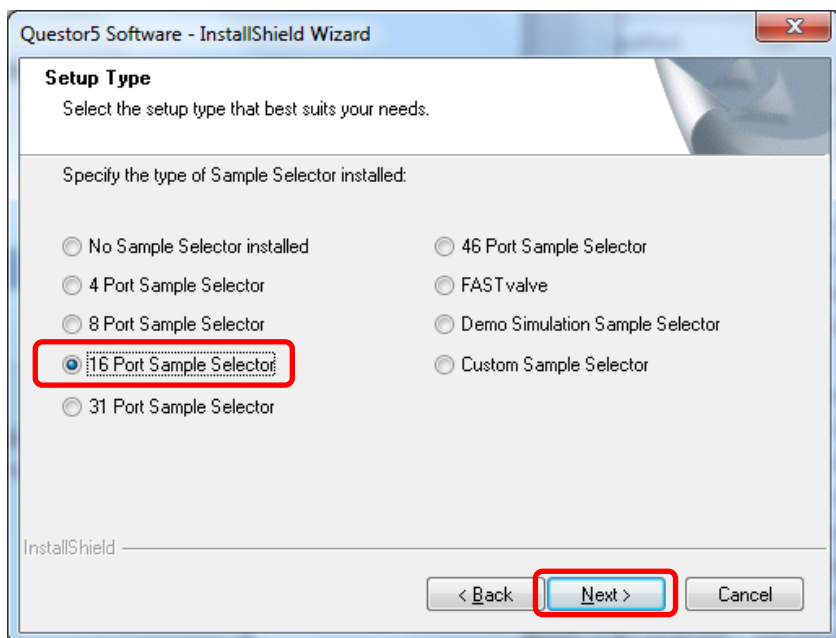 Questor5 Software - InstallShield Wizard
Setup Type
Select the setup type that best suits your needs.
Specify the type of Sample Selector installed:
No Sample Selector installed
4 Port Sample Selector
8 Port Sample Selector
16 Port Sample Selector
31 Port Sample Selector
46 Port Sample Selector
FASTvalve
Demo Simulation Sample Selector
Custom Sample Selector
InstallShield
< Back
Next >
Cancel